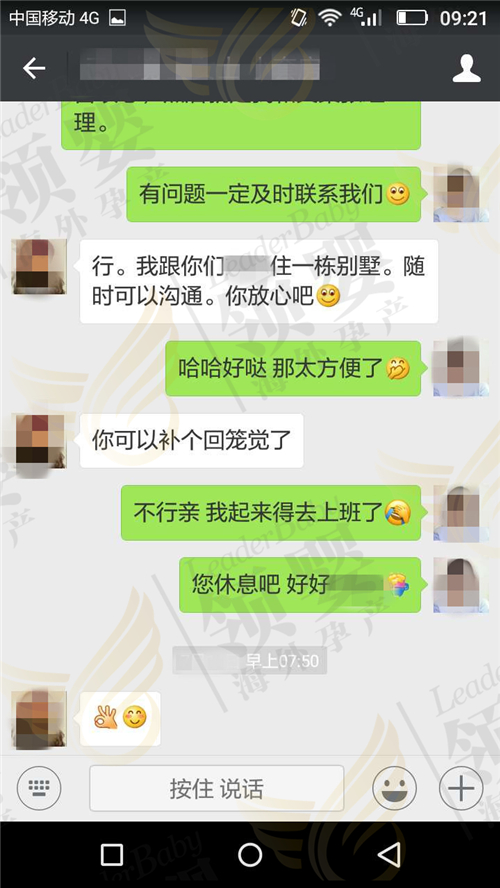 中国移动 4G
4G
09:21
理。
有问题一定及时联系我们
行。我跟你们 住一栋别墅。随
时可以沟通。你放心吧
哈哈好哒 那太方便了
你可以补个回笼觉了
不行亲 我起来得去上班了
您休息吧 好好
早上07:50
按住 说话
LeaderBaby
领婴
海外孕产